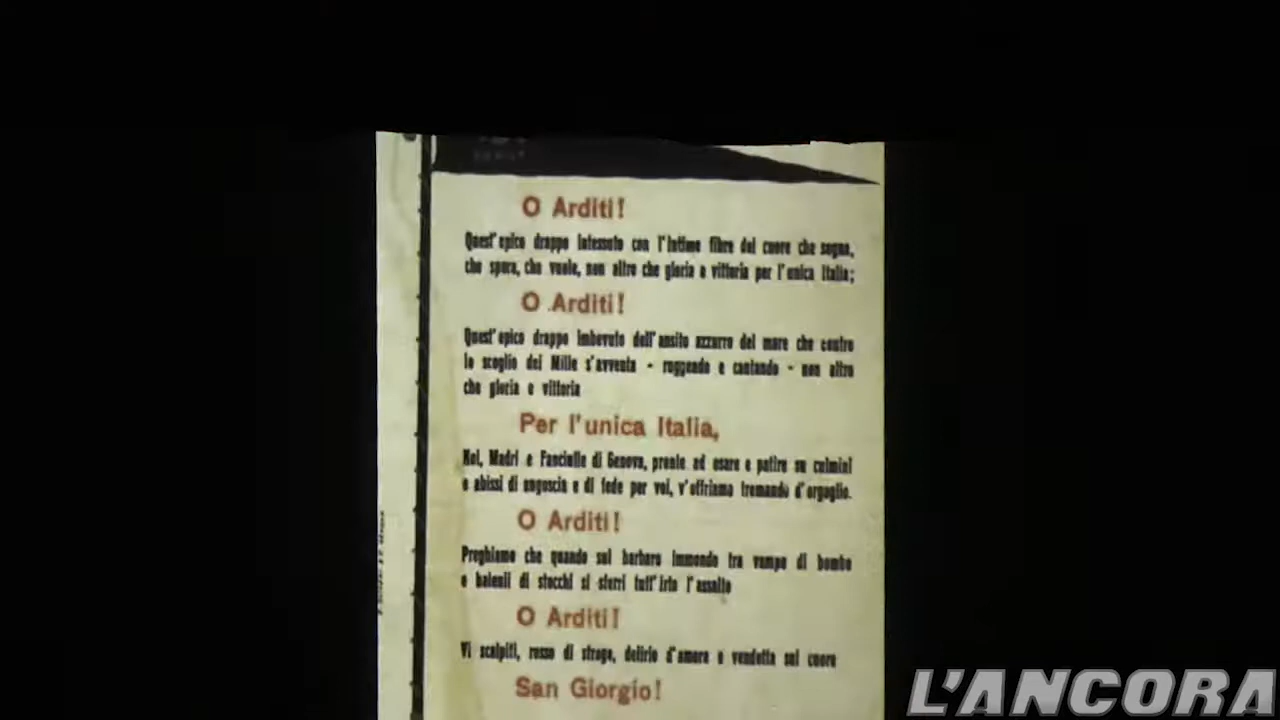 O Arditi!
Quest'epico drappo intessuto con l'intime fibre del cuore che sogna,
che spera, che vuole, non altro che gloria e vittoria per l'unica Italia;
O Arditi!
Quest'epico drappo imbevuto dell'ansito azzurro del mare che contro
lo scoglio dei Mille s'avventa - ruggendo e cantando - non altro
che gloria e vittoria
Per l'unica Italia,
Noi, Madri e Fanciulle di Genova, pronte ad osare e patire su culmini
e abissi di angoscia e di fede per voi, v'offriamo tremando d'orgoglio.
O Arditi!
Preghiamo che quando sul barbaro immondo tra vampe di bombe
e balenii di stocchi si sferri tutt'irto l'assalto
O Arditi!
Vi scalpiti, rosso di strage, delirio d'amore e vendetta sul cuore
San Giorgio!
L'ANCORA